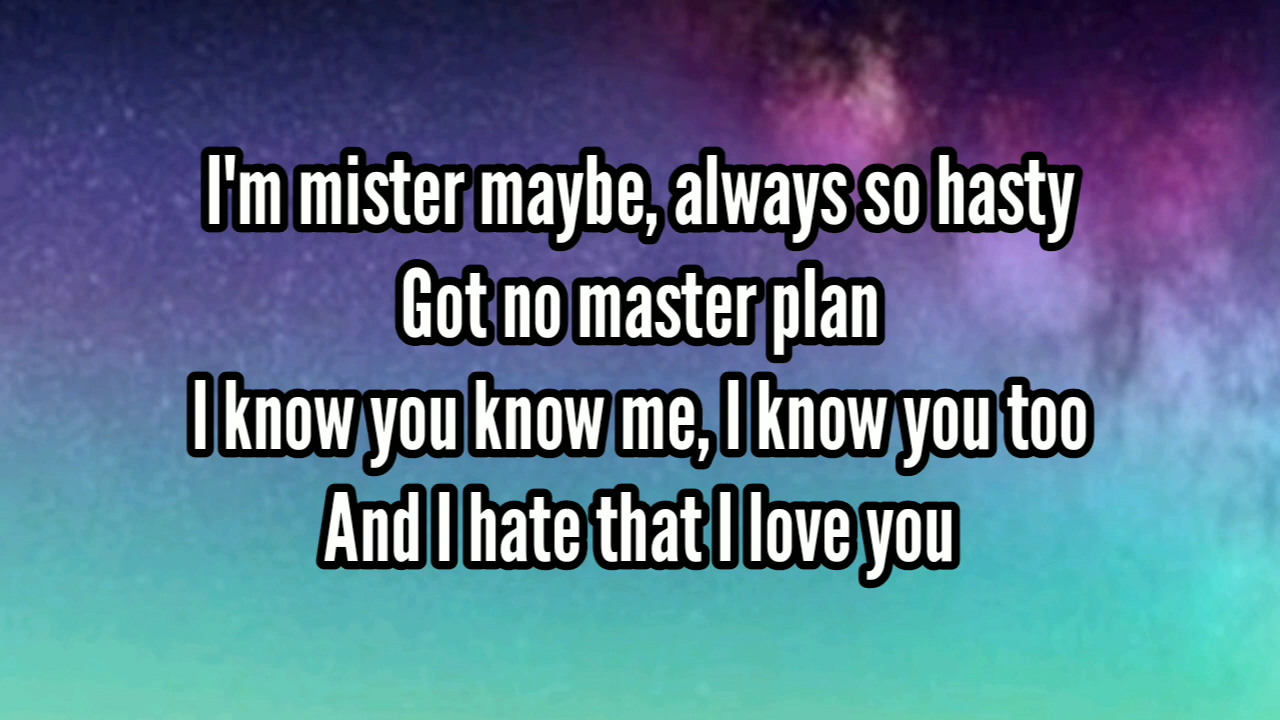 I'm mister maybe, always so hasty
Got no master plan
I know you know me, I know you too
And I hate that I love you